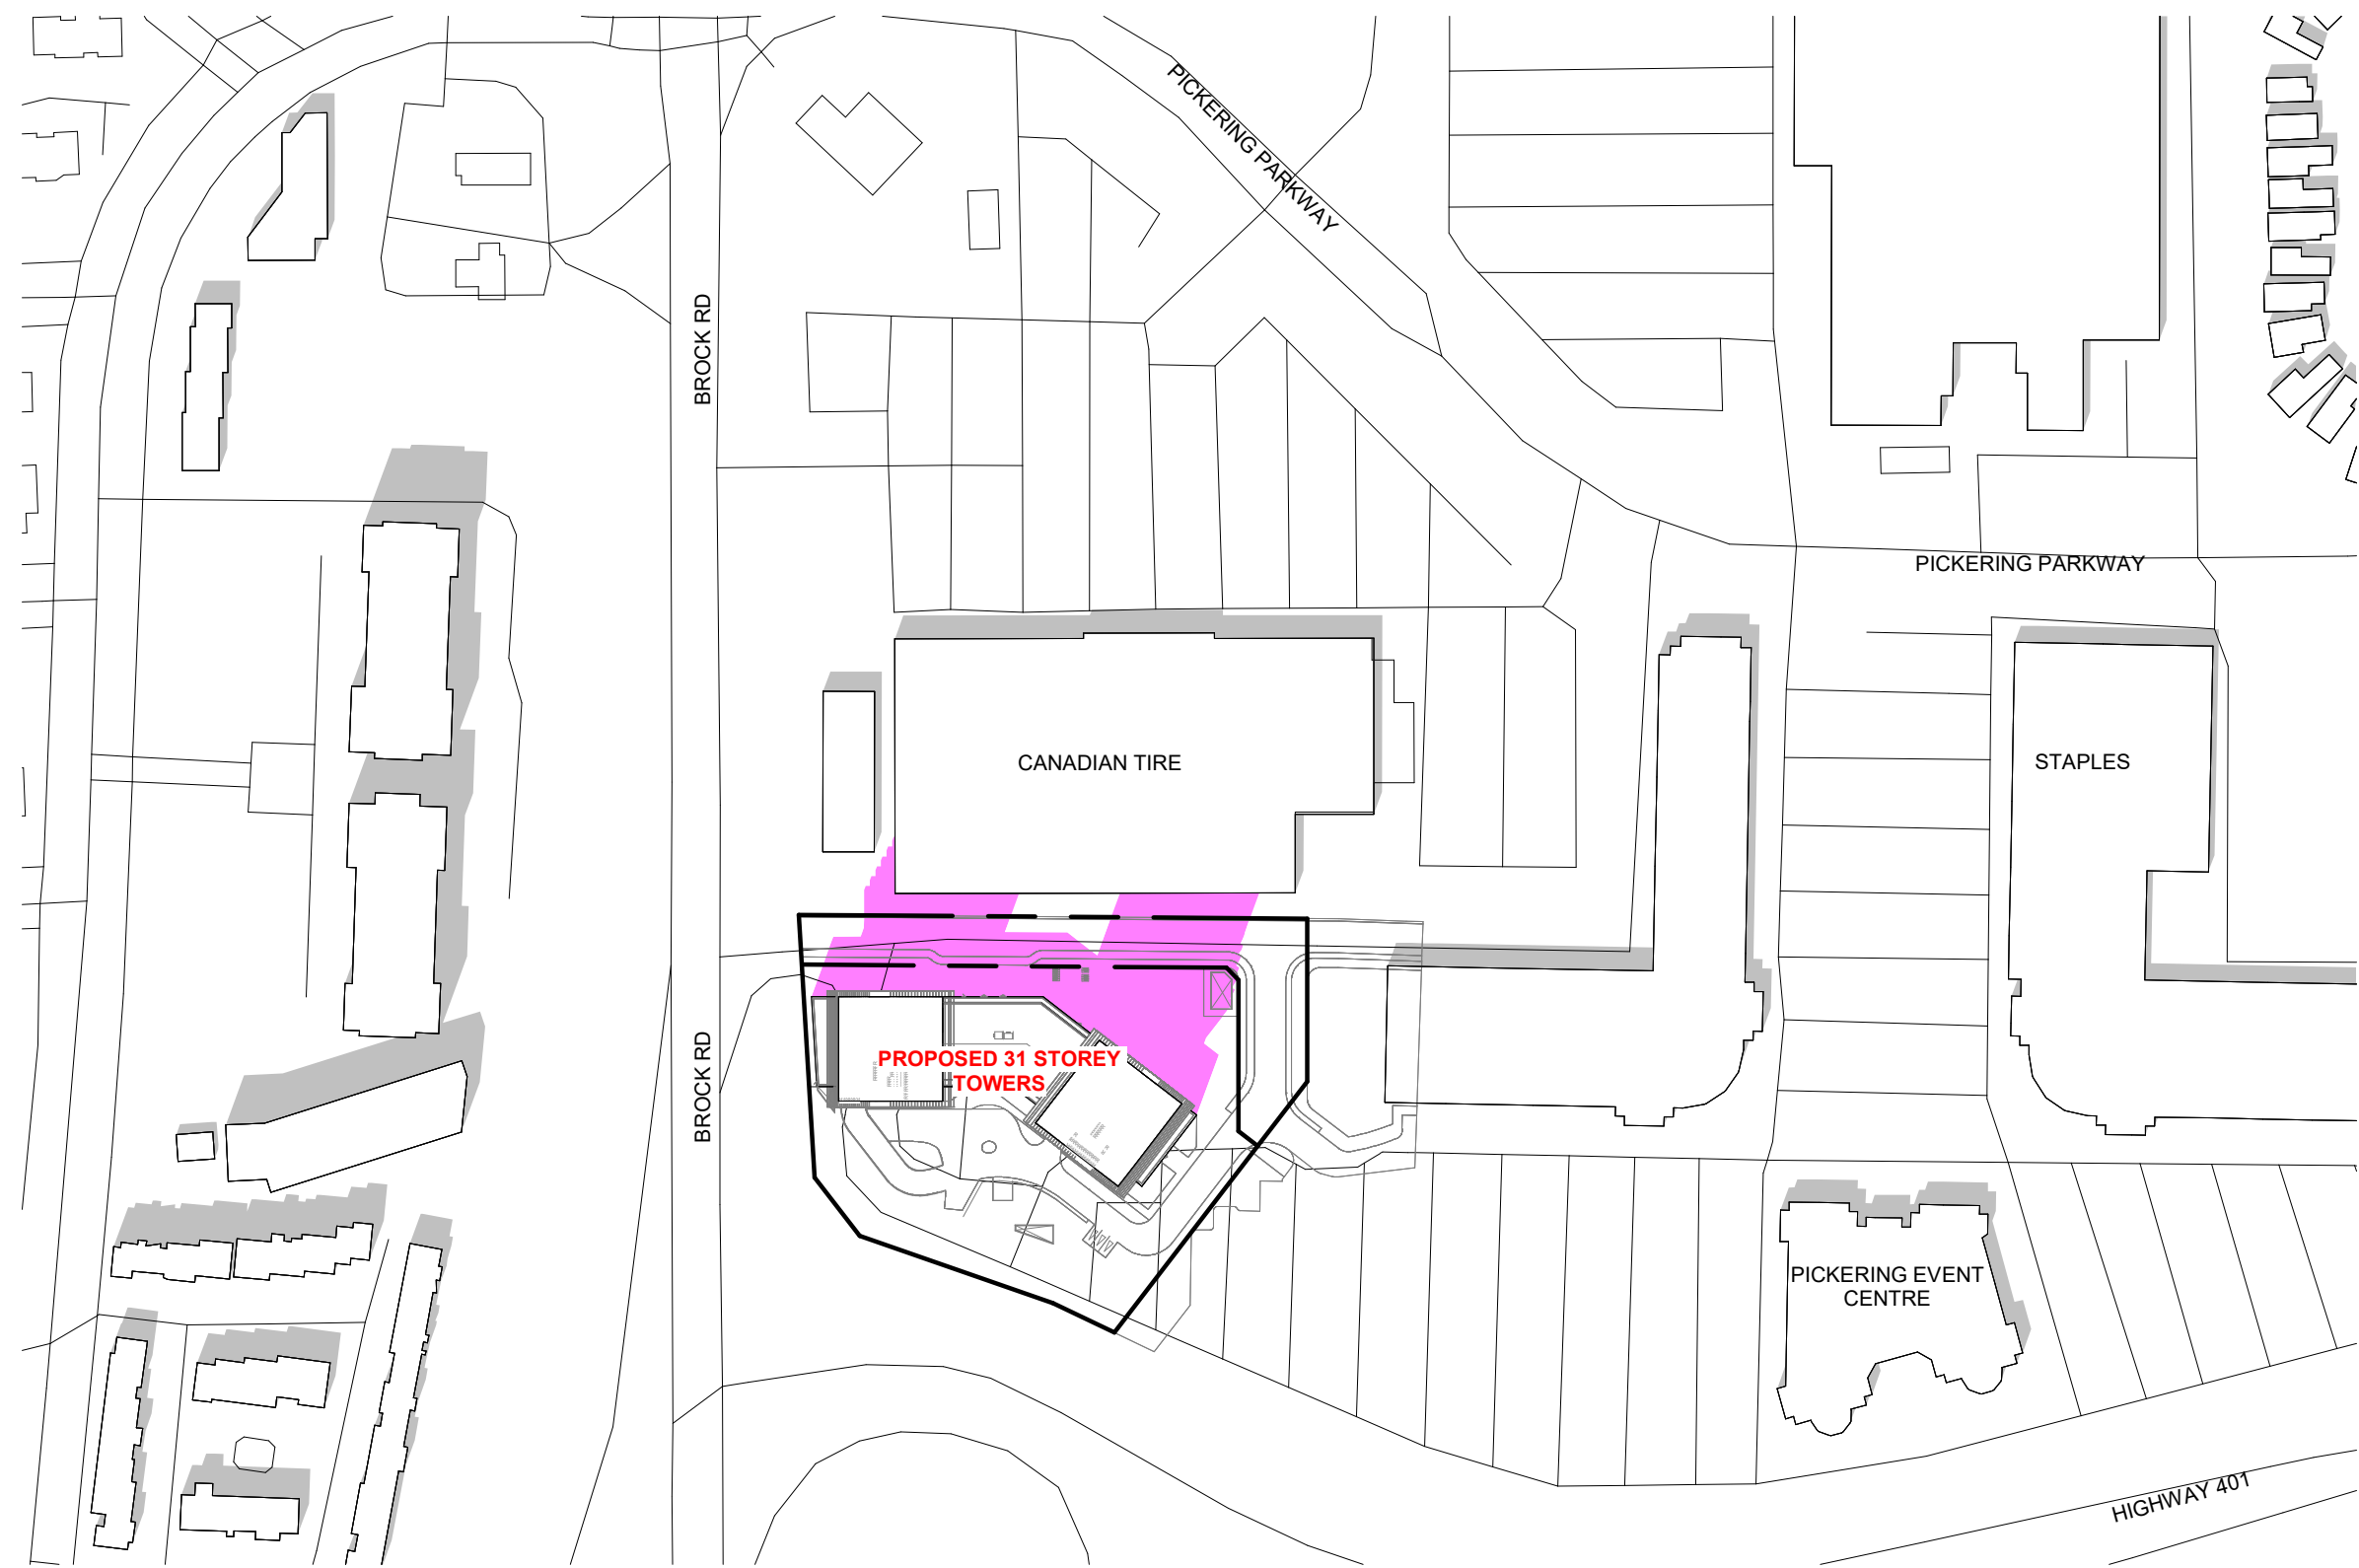 PICKERING PARKWAY
BROCK RD
PICKERING PARKWAY
CANADIAN TIRE
STAPLES
PROPOSED 31 STOREY
TOWERS
BROCK RD
PICKERING EVENT
CENTRE
HIGHWAY 401